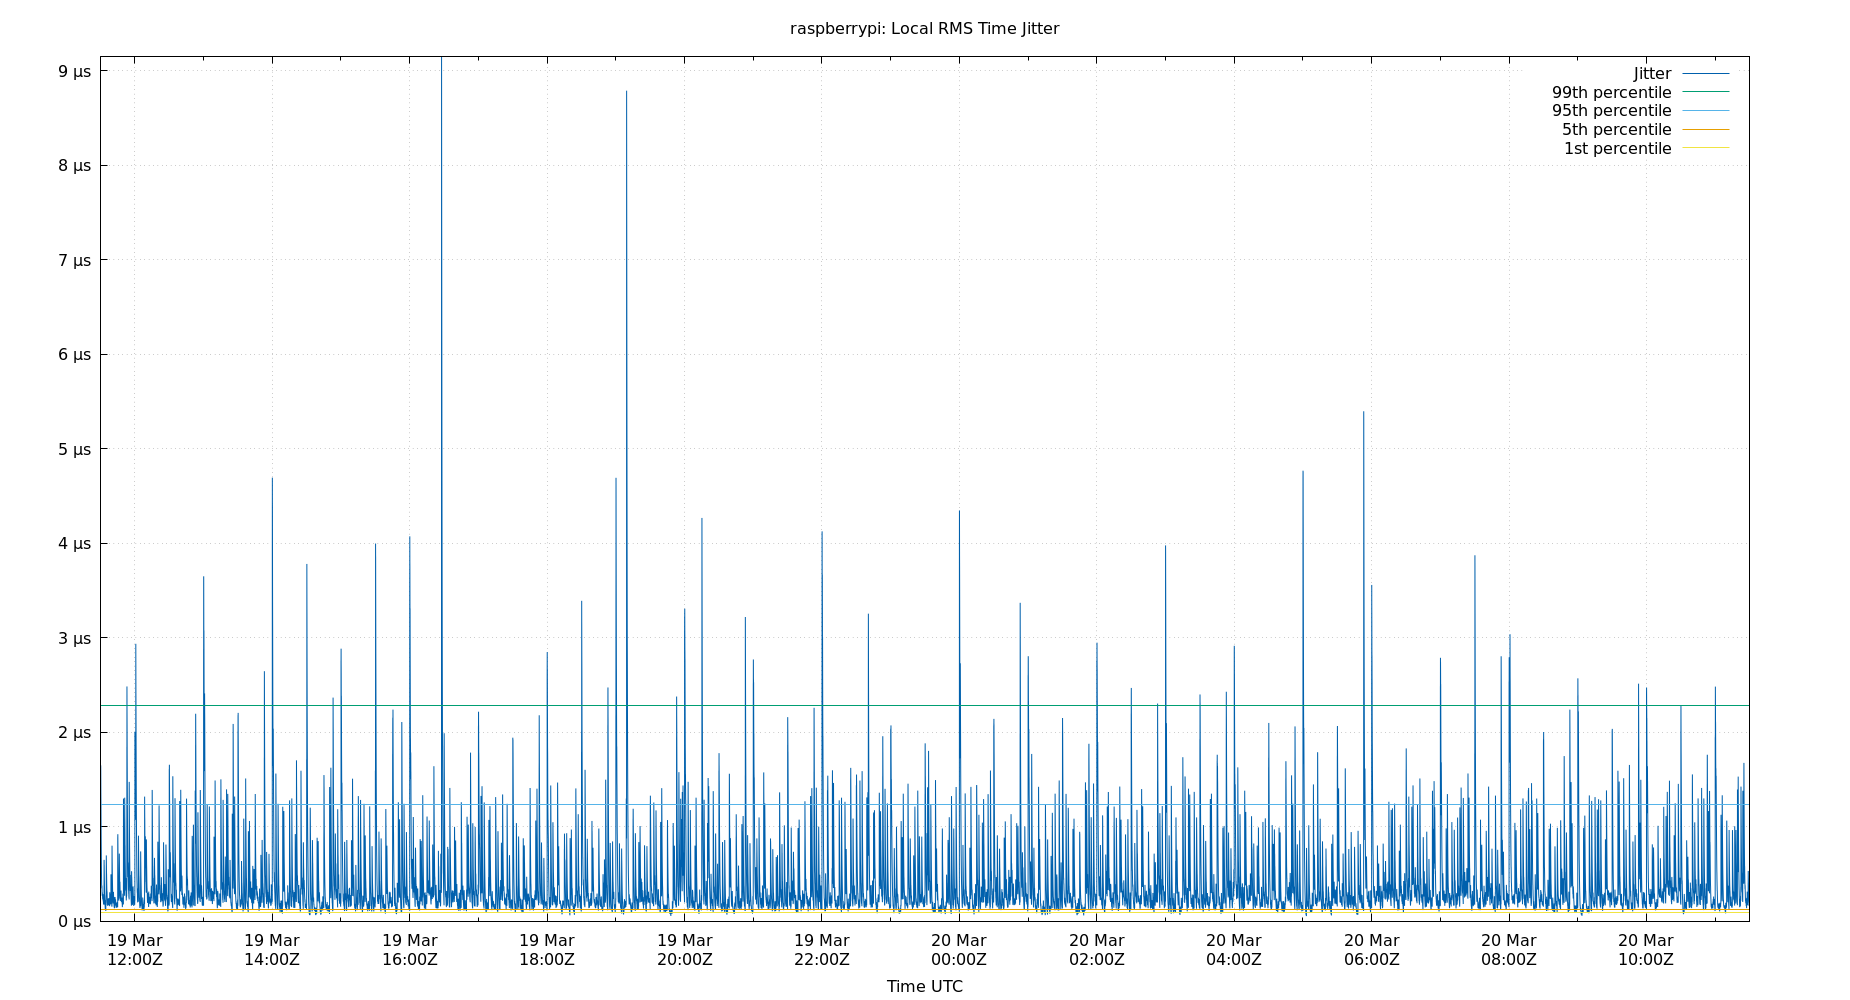 raspberrypi: Local RMS Time Jitter
9 µs
8 µs
7 µs
6 µs
5 µs
4 µs
3 µs
2 µs
1 µs
0 µs
Jitter
99th percentile
95th percentile
5th percentile
1st percentile
19 Mar 19 Mar 19 Mar 19 Mar 19 Mar 19 Mar 20 Mar 20 Mar 20 Mar 20 Mar 20 Mar 20 Mar
12:00Z 14:00Z 16:00Z 18:00Z 20:00Z 22:00Z 00:00Z 02:00Z 04:00Z 06:00Z 08:00Z 10:00Z
Time UTC